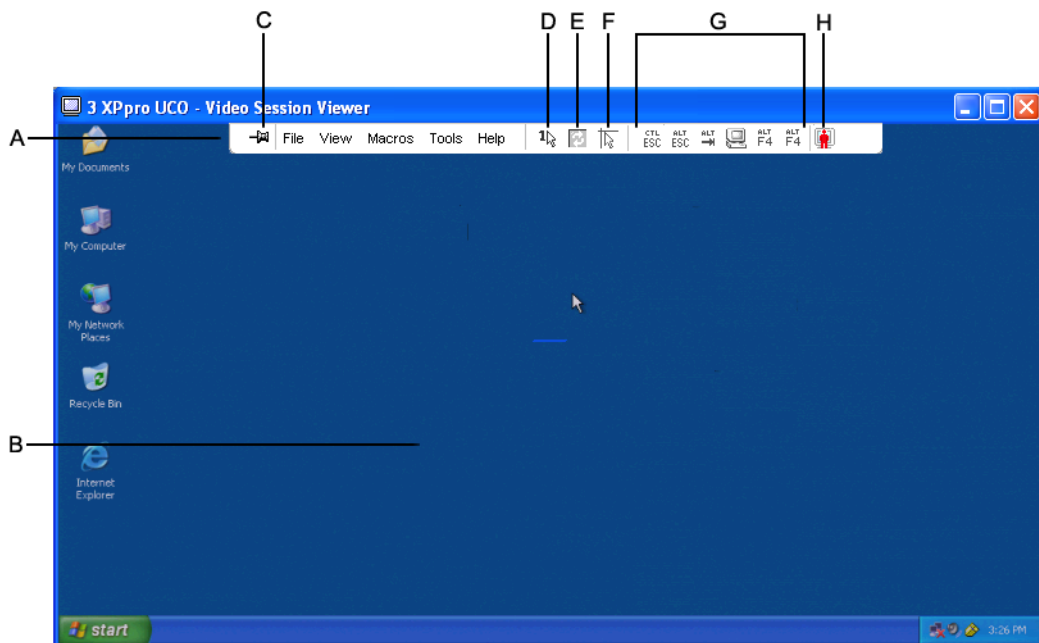 C
D E F
G
H
3 XPpro UCO - Video Session Viewer
A
File View Macros Tools Help
1
CTL ESC
ALT ESC
ALT
ALT F4
ALT F4
My Documents
My Computer
My Network
Places
Recycle Bin
B
Internet
Explorer
start
3:26 PM